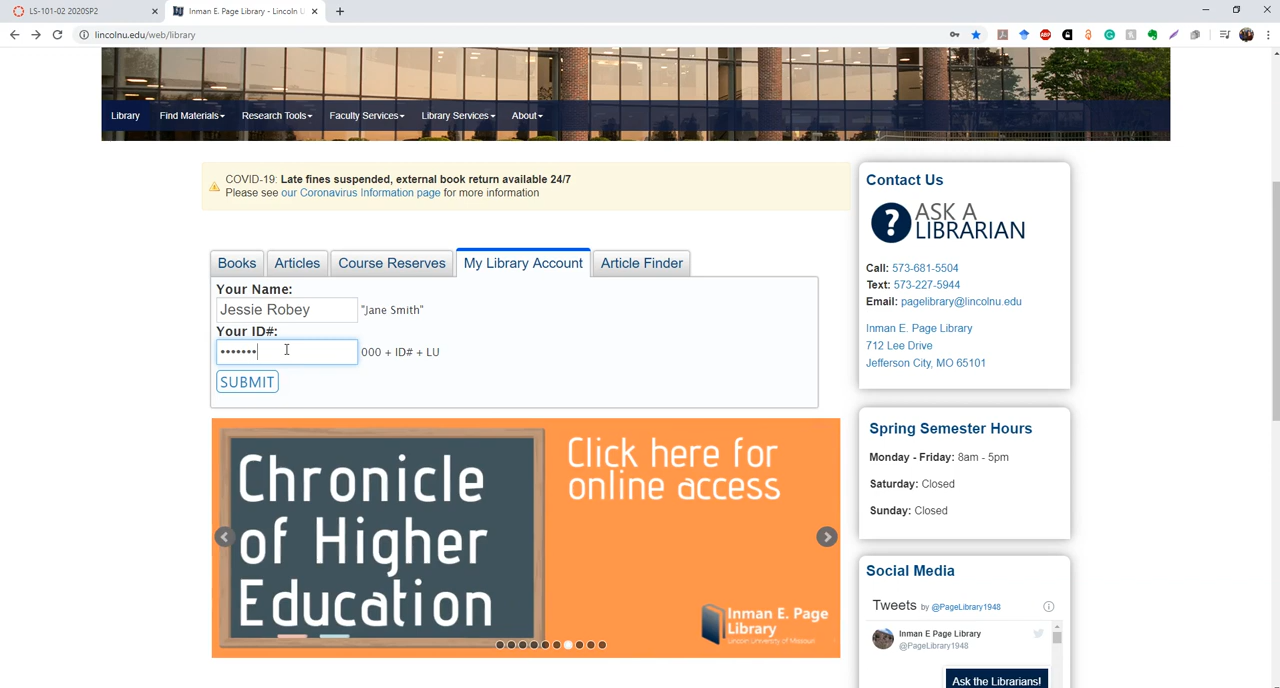 LS-101-02 2020SP2
Inman E. Page Library - Lincoln U
lincolnu.edu/web/library
Library Find Materials Research Tools Faculty Services Library Services About
COVID-19: Late fines suspended, external book return available 24/7
Please see our Coronavirus Information page for more information
Books Articles Course Reserves My Library Account Article Finder
Your Name:
Jessie Robey "Jane Smith"
Your ID#:
••••••• 000 + ID# + LU
SUBMIT
Chronicle
of Higher
Education
Click here for
online access
Inman E. Page
Library
Lincoln University of Missouri
Contact Us
? ASK A
LIBRARIAN
Call: 573-681-5504
Text: 573-227-5944
Email: pagelibrary@lincolnu.edu
Inman E. Page Library
712 Lee Drive
Jefferson City, MO 65101
Spring Semester Hours
Monday - Friday: 8am - 5pm
Saturday: Closed
Sunday: Closed
Social Media
Tweets by @PageLibrary1948
Inman E Page Library
@PageLibrary1948
Ask the Librarians!